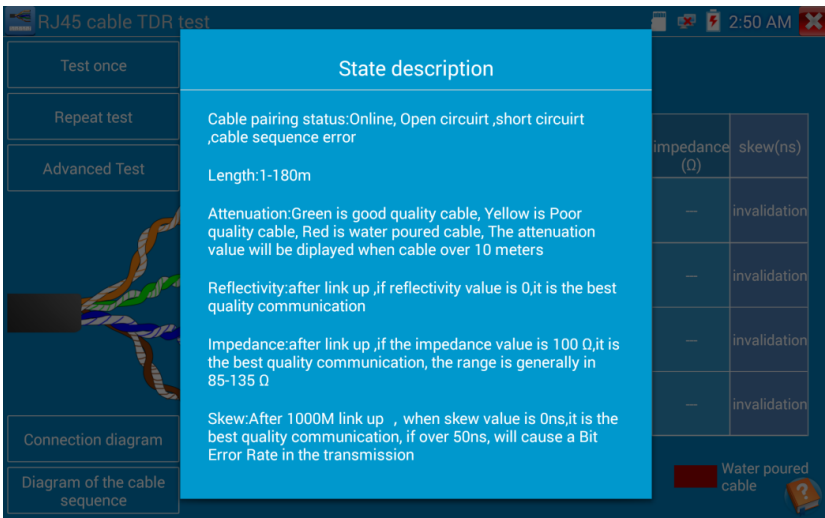 RJ45 cable TDR test
2:50 AM
Test once
Repeat test
Advanced Test
Connection diagram
Diagram of the cable
sequence
State description
Cable pairing status:Online, Open circuirt ,short circuirt
,cable sequence error
Length:1-180m
Attenuation:Green is good quality cable, Yellow is Poor
quality cable, Red is water poured cable, The attenuation
value will be diplayed when cable over 10 meters
Reflectivity:after link up ,if reflectivity value is 0,it is the best
quality communication
Impedance:after link up ,if the impedance value is 100 Ω,it is
the best quality communication, the range is generally in
85-135 Ω
Skew:After 1000M link up ，when skew value is 0ns,it is the
best quality communication, if over 50ns, will cause a Bit
Error Rate in the transmission
impedance
(Ω)
skew(ns)
— invalidation
— invalidation
— invalidation
— invalidation
Water poured
cable